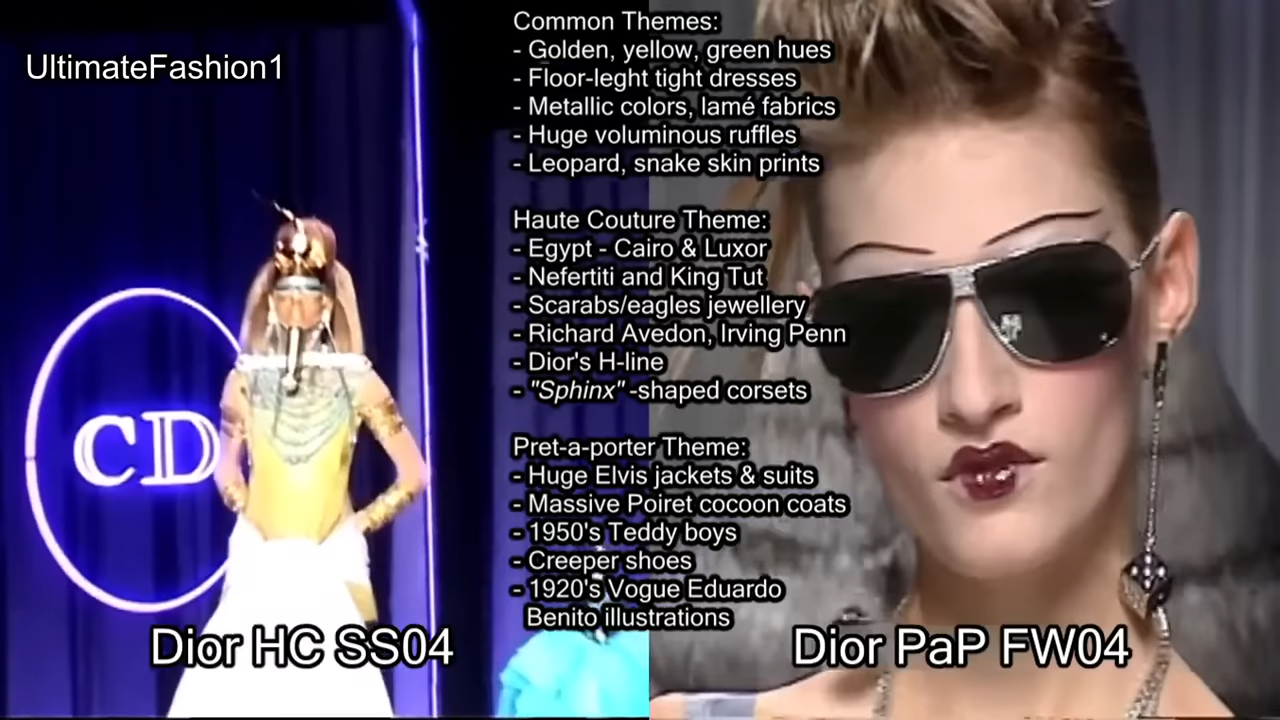 UltimateFashion1
CD
Common Themes:
- Golden, yellow, green hues
- Floor-leght tight dresses
- Metallic colors, lamé fabrics
- Huge voluminous ruffles
- Leopard, snake skin prints
Haute Couture Theme:
- Egypt - Cairo & Luxor
- Nefertiti and King Tut
- Scarabs/eagles jewellery
- Richard Avedon, Irving Penn
- Dior's H-line
- "Sphinx" -shaped corsets
Pret-a-porter Theme:
- Huge Elvis jackets & suits
- Massive Poiret cocoon coats
- 1950's Teddy boys
- Creeper shoes
- 1920's Vogue Eduardo
Benito illustrations
Dior HC SS04
Dior PaP FW04